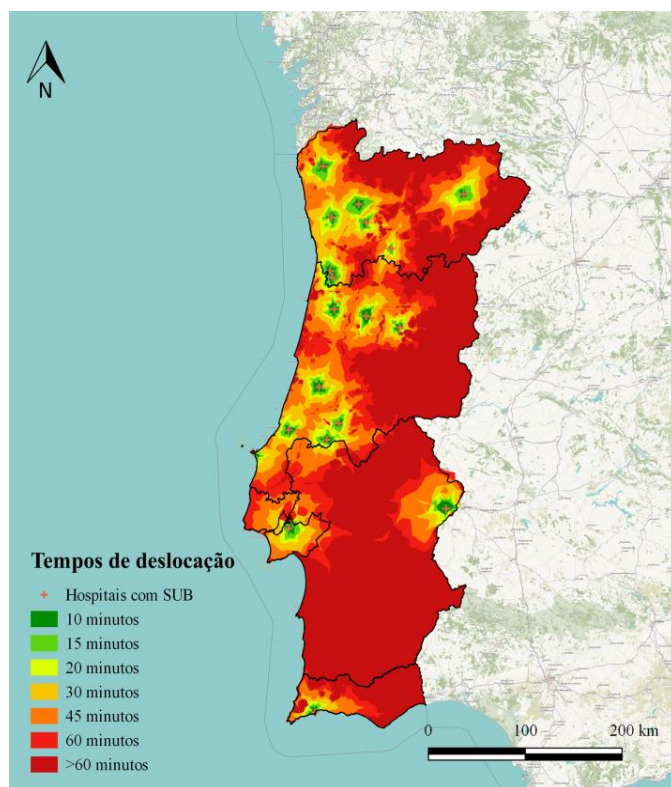 N
Tempos de deslocação
Hospitais com SUB
10 minutos
15 minutos
20 minutos
30 minutos
45 minutos
60 minutos
>60 minutos
0 100 200 km